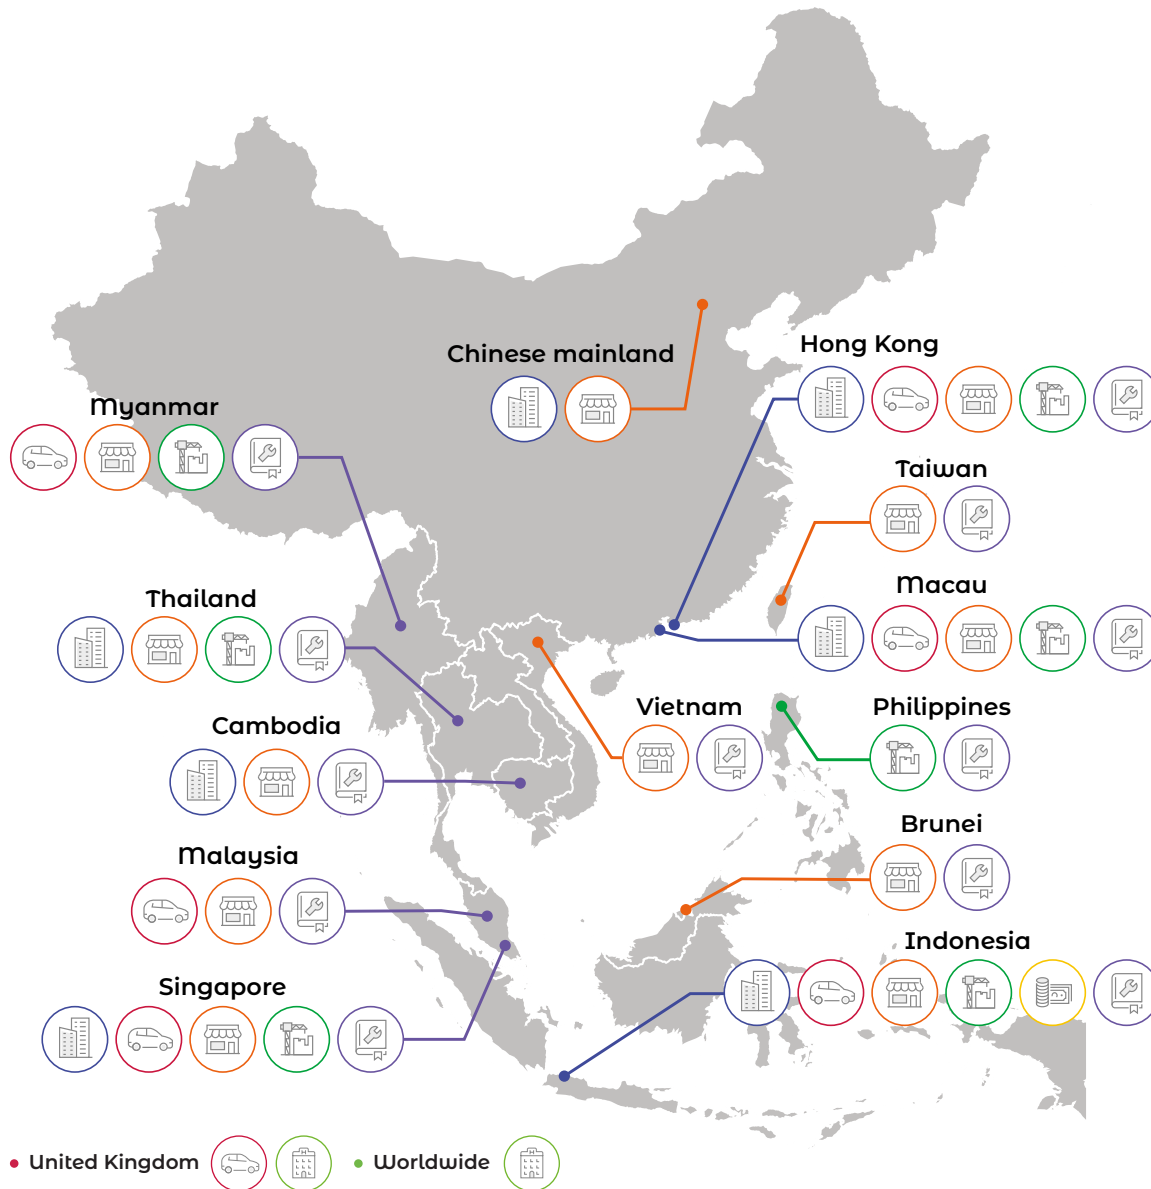 Chinese mainland
Hong Kong
Myanmar
Taiwan
Thailand
Macau
Cambodia
Vietnam
Philippines
Malaysia
Brunei
Indonesia
Singapore
United Kingdom
Worldwide